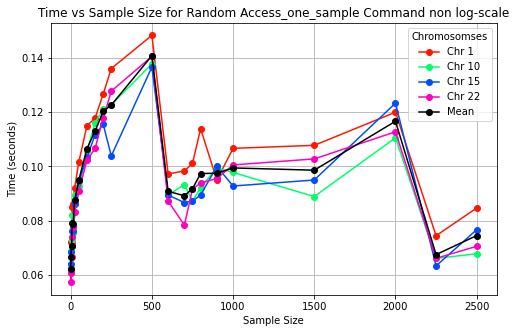 Time vs Sample Size for Random Access_one_sample Command non log-scale
Chromosomses
Chr 1
Chr 10
Chr 15
Chr 22
Mean
Time (seconds)
0.14
0.12
0.10
0.08
0.06
0 500 1000 1500 2000 2500
Sample Size